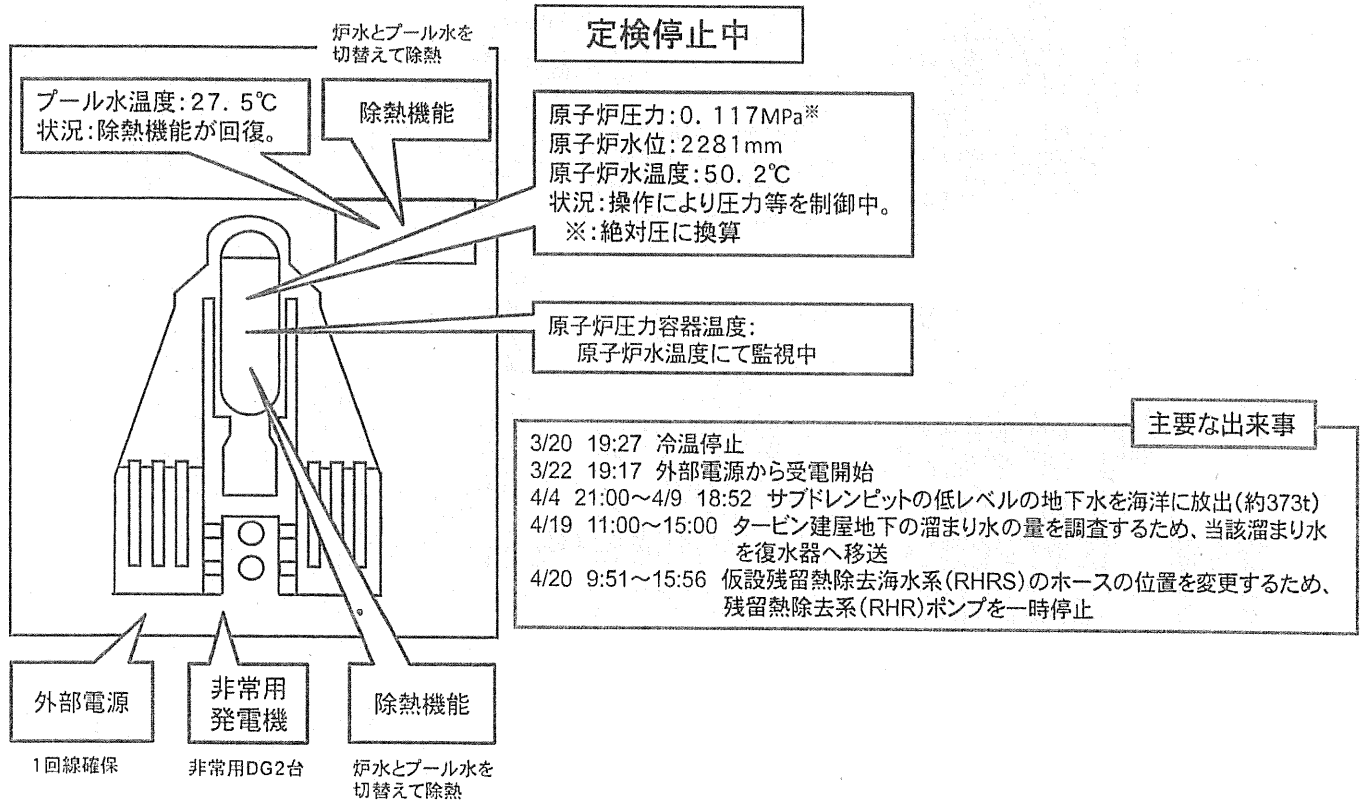 炉水とプール水を
切替えて除熱
定検停止中
プール水温度:27.5℃
状況:除熱機能が回復。
除熱機能
原子炉圧力:0.117MPa※
原子炉水位:2281mm
原子炉水温度:50.2℃
状況:操作により圧力等を制御中。
※:絶対圧に換算
原子炉圧力容器温度:
原子炉水温度にて監視中
主要な出来事
3/20 19:27 冷温停止
3/22 19:17 外部電源から受電開始
4/4 21:00～4/9 18:52 サブドレンピットの低レベルの地下水を海洋に放出(約373t)
4/19 11:00～15:00 タービン建屋地下の溜まり水の量を調査するため、当該溜まり水
を復水器へ移送
4/20 9:51～15:56 仮設残留熱除去海水系(RHRS)のホースの位置を変更するため、
残留熱除去系(RHR)ポンプを一時停止
外部電源
非常用
発電機
除熱機能
1回線確保
非常用DG2台
炉水とプール水を
切替えて除熱